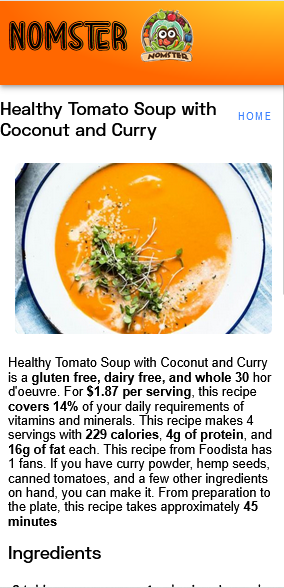 NOMSTER
NOMSTER
Healthy Tomato Soup with
Coconut and Curry
HOME
Healthy Tomato Soup with Coconut and Curry
is a gluten free, dairy free, and whole 30 hor
d'oeuvre. For $1.87 per serving, this recipe
covers 14% of your daily requirements of
vitamins and minerals. This recipe makes 4
servings with 229 calories, 4g of protein, and
16g of fat each. This recipe from Foodista has
1 fans. If you have curry powder, hemp seeds,
canned tomatoes, and a few other ingredients
on hand, you can make it. From preparation to
the plate, this recipe takes approximately 45
minutes
Ingredients